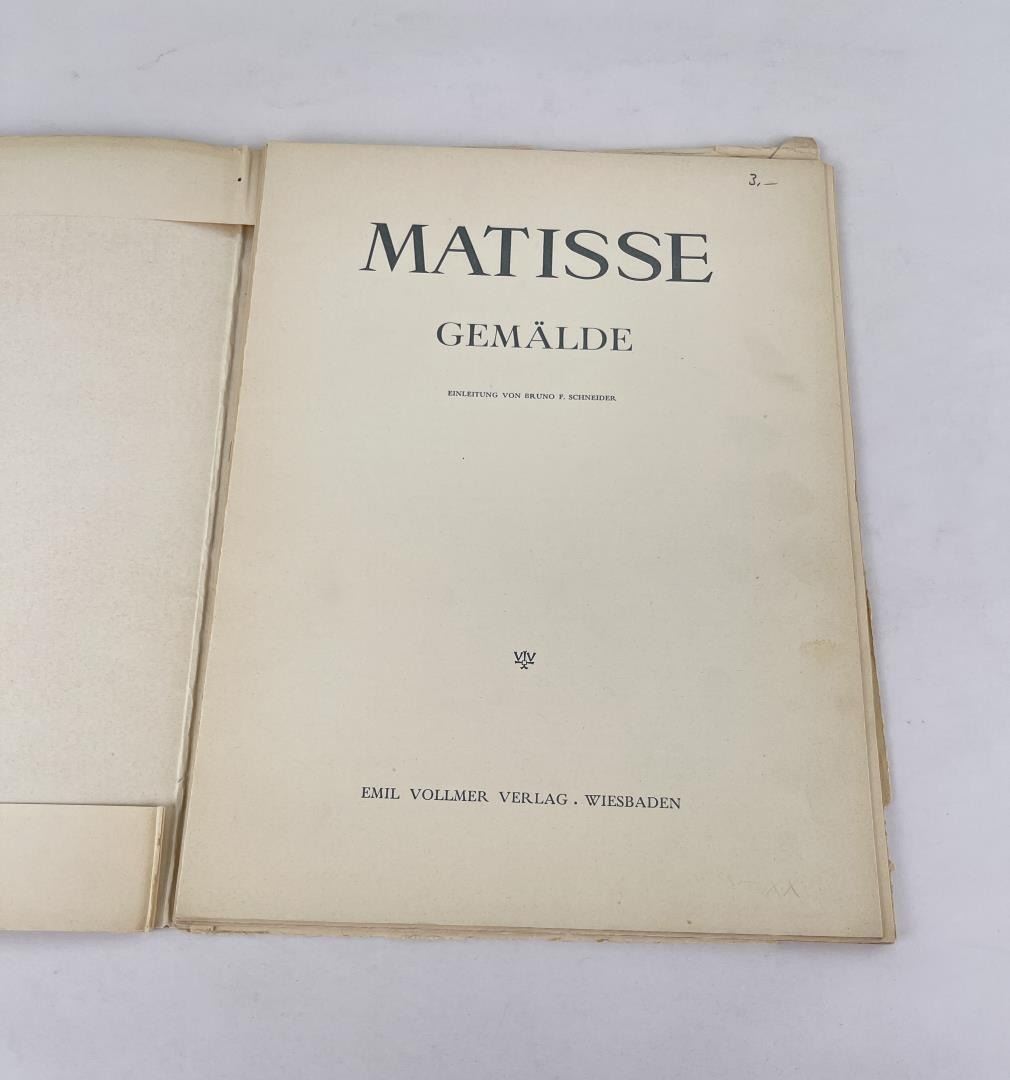 3,—
MATISSE
GEMÄLDE
EINLEITUNG VON BRUNO F. SCHNEIDER
EMIL VOLLMER VERLAG . WIESBADEN